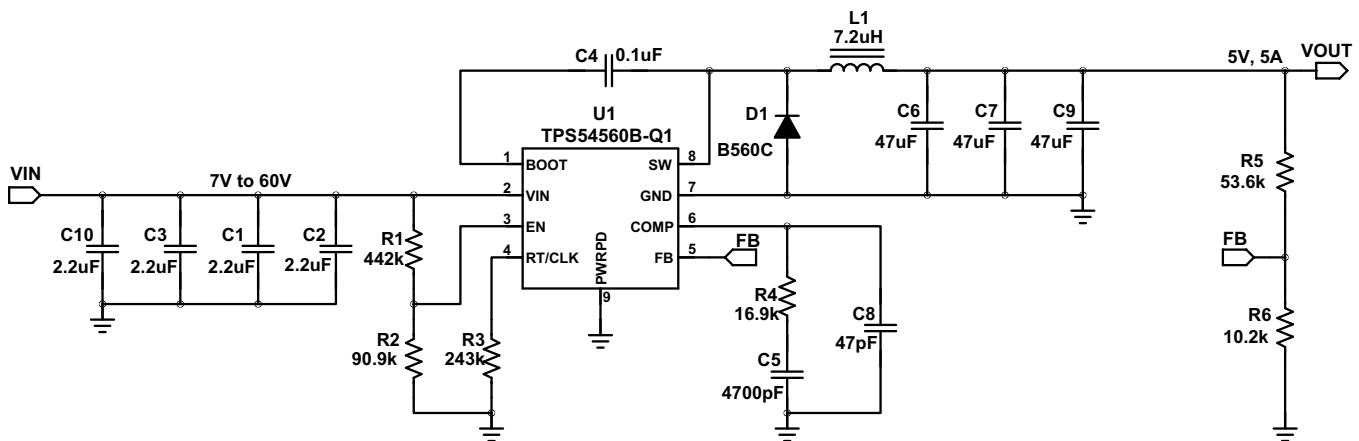 L1
7.2uH
C4 0.1uF
5V, 5A
VOUT
U1
TPS54560B-Q1
D1
B560C
C6
47uF
C7
47uF
C9
47uF
1 BOOT
SW 8
VIN
7V to 60V
2 VIN
GND 7
3 EN
COMP 6
4 RT/CLK
FB 5
PWRPD
9
FB
R5
53.6k
FB
R6
10.2k
C10
2.2uF
C3
2.2uF
C1
2.2uF
C2
2.2uF
R1
442k
R2
90.9k
R3
243k
R4
16.9k
C8
47pF
C5
4700pF